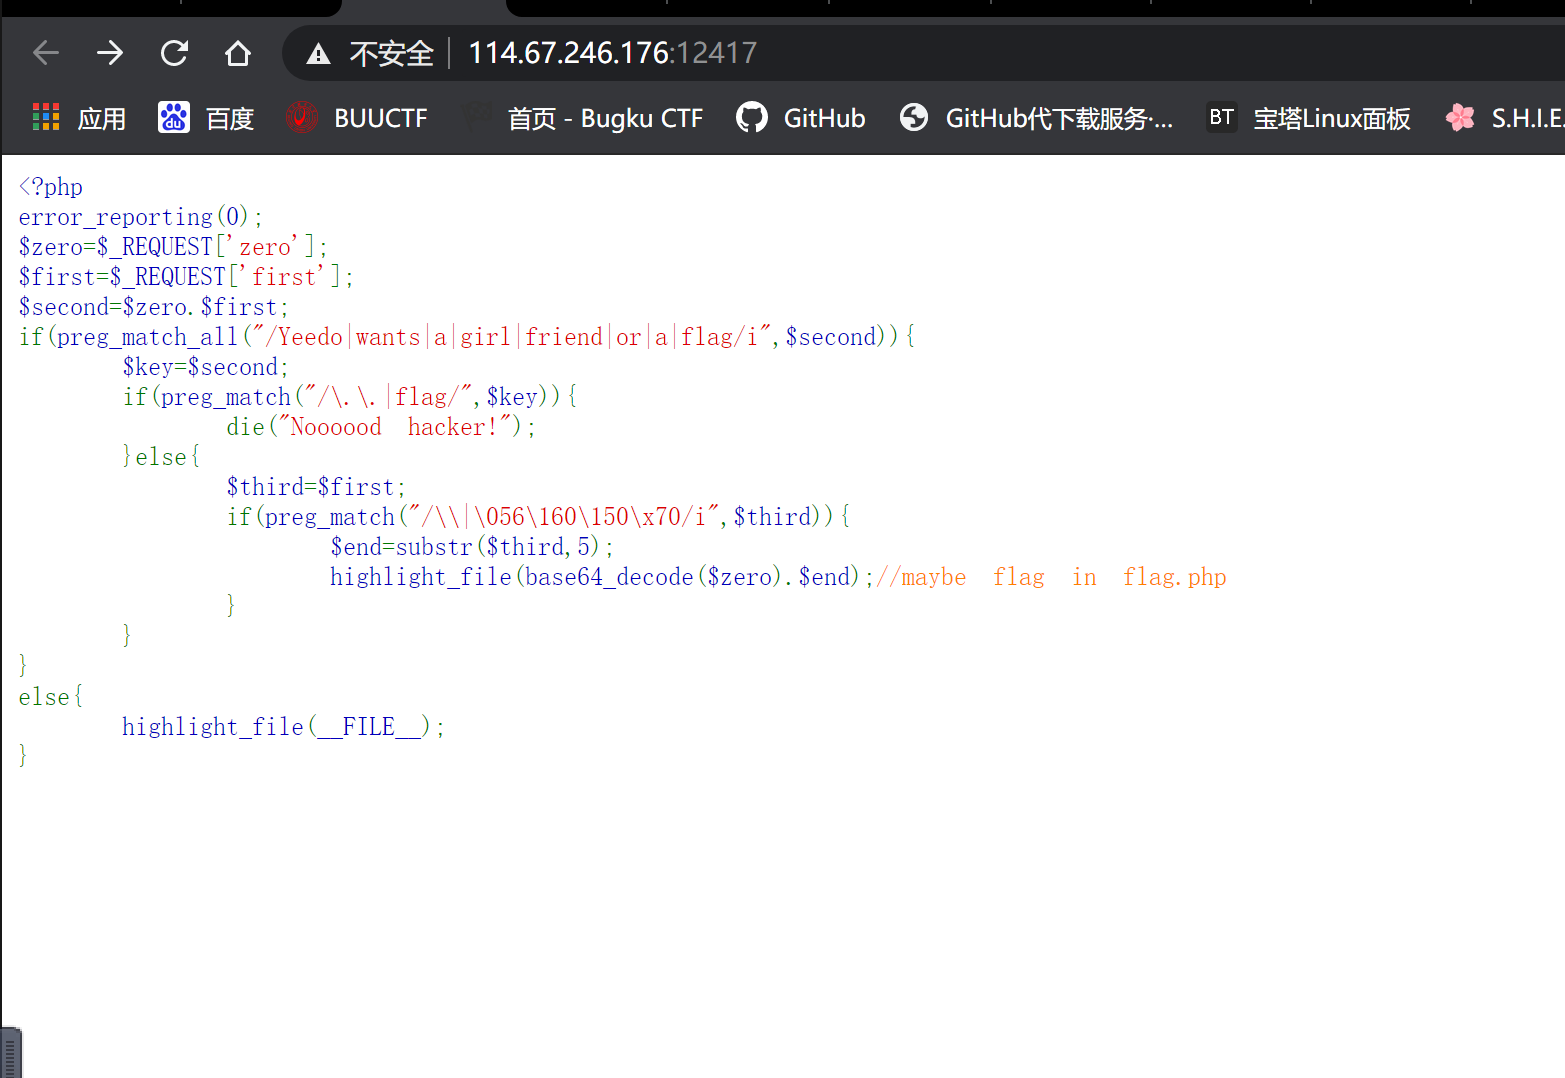 不安全 114.67.246.176:12417
应用 百度 BUUCTF 首页 - Bugku CTF GitHub GitHub代下载服务·... BT 宝塔Linux面板 S.H.I.E.
<?php
error_reporting(0);
$zero=$_REQUEST['zero'];
$first=$_REQUEST['first'];
$second=$zero.$first;
if(preg_match_all("/Yeedo|wants|a|girl|friend|or|a|flag/i",$second)){
$key=$second;
if(preg_match("/\.\.|flag/",$key)){
die("Noooood hacker!");
}else{
$third=$first;
if(preg_match("/\\|\056\160\150\x70/i",$third)){
$end=substr($third,5);
highlight_file(base64_decode($zero).$end);//maybe flag in flag.php
}
}
}
else{
highlight_file(__FILE__);
}